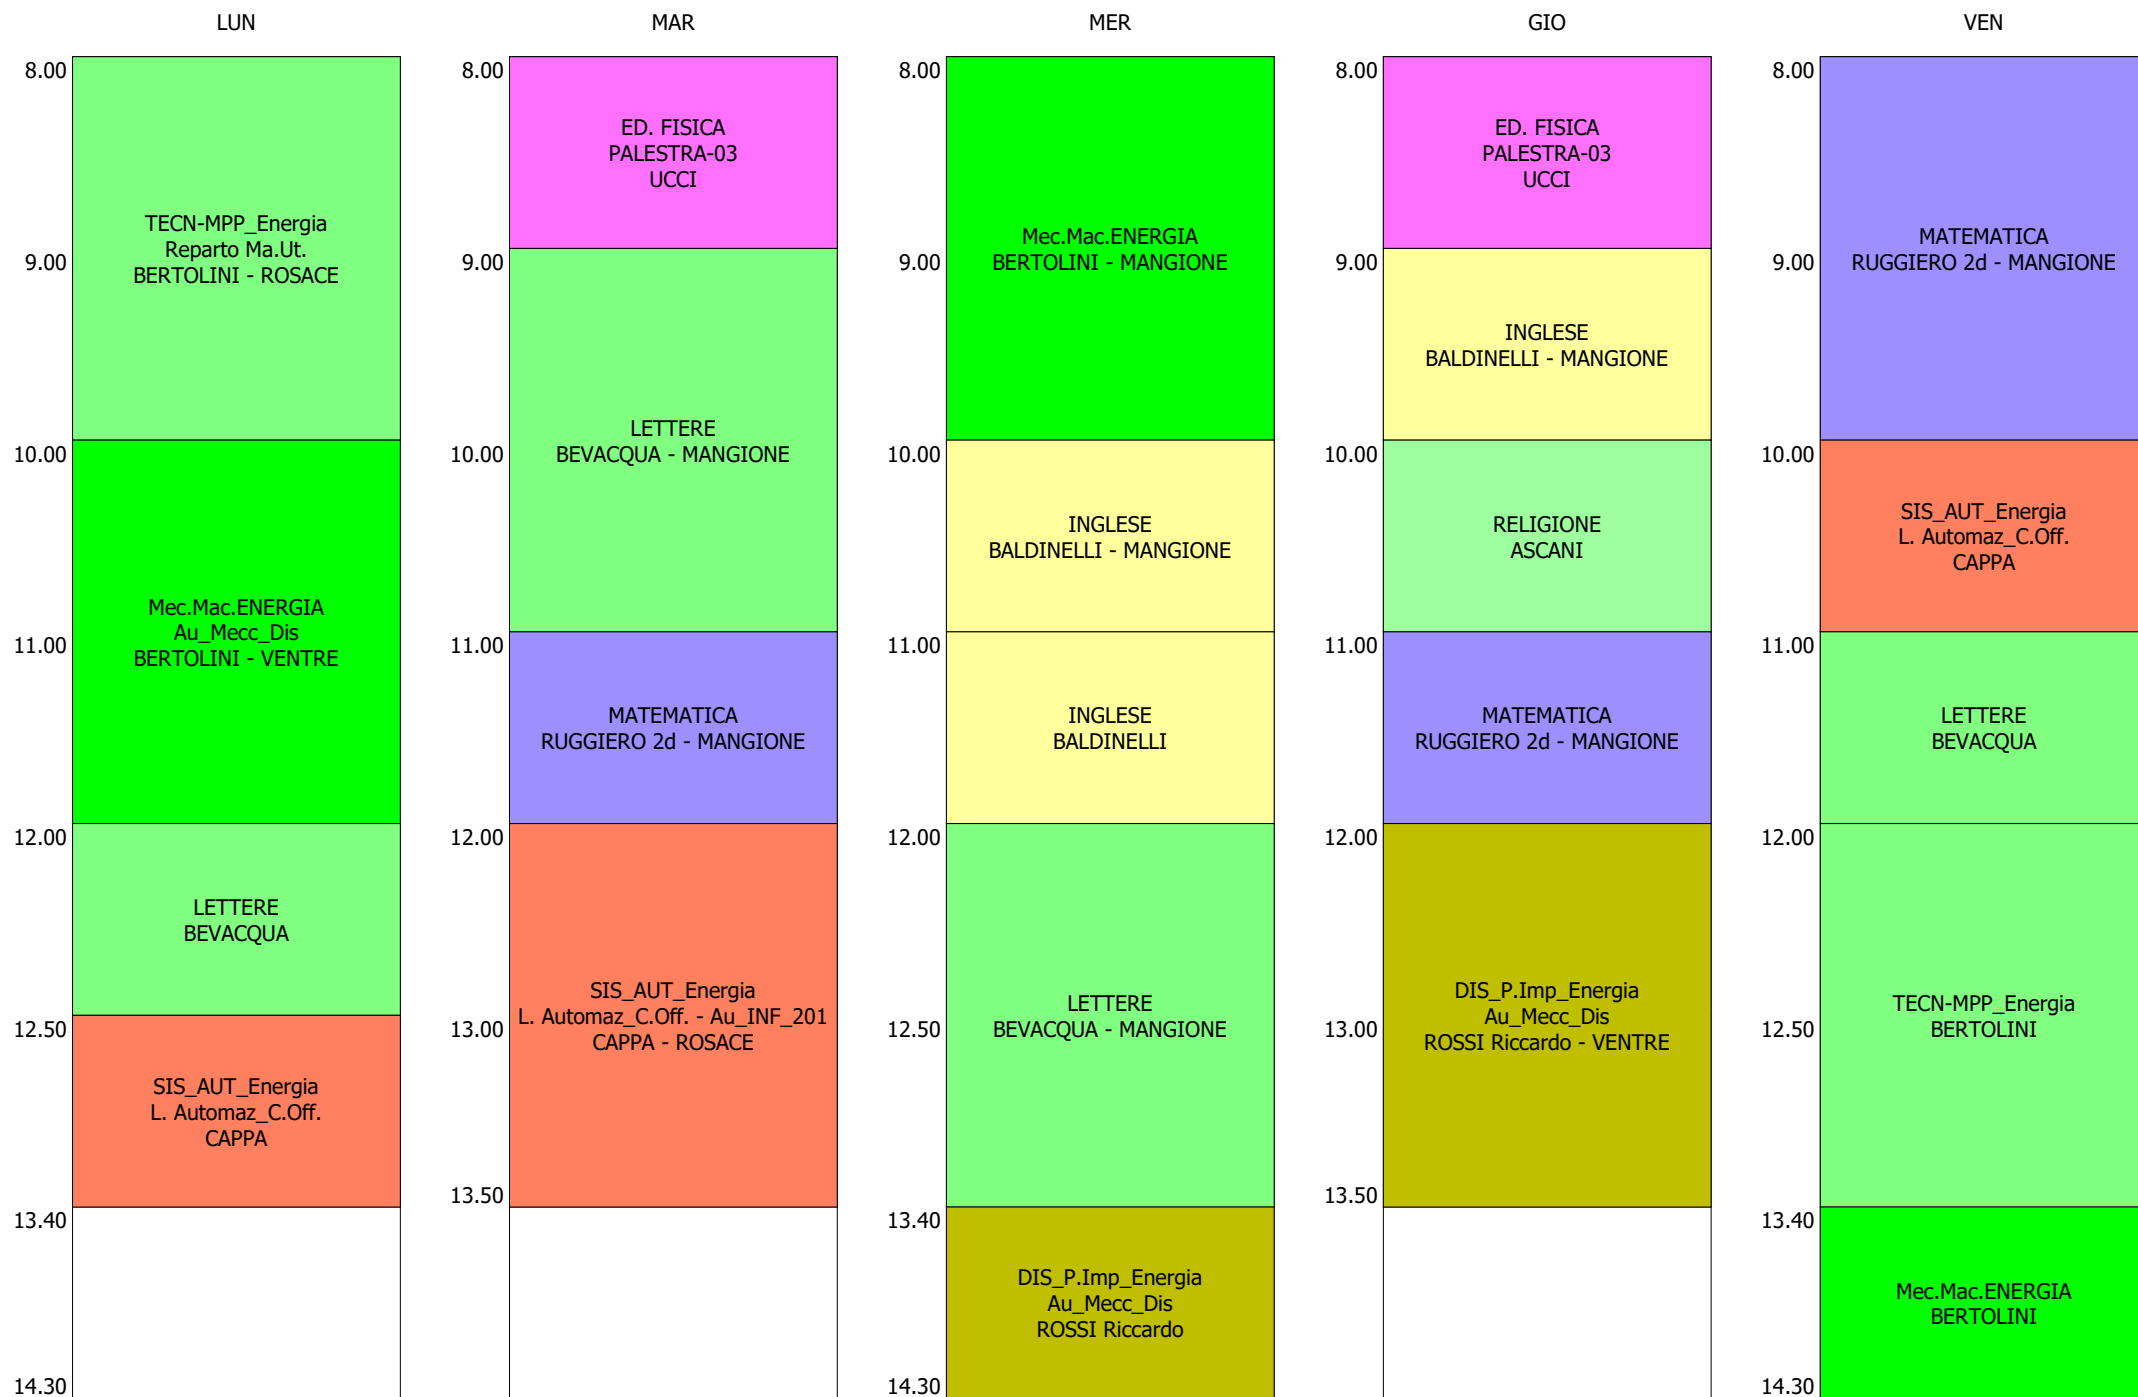 LUN
8.00
TECN-MPP_Energia
Reparto Ma.Ut.
BERTOLINI - ROSACE
9.00
10.00
Mec.Mac.ENERGIA
Au_Mecc_Dis
BERTOLINI - VENTRE
11.00
12.00
LETTERE
BEVACQUA
12.50
SIS_AUT_Energia
L. Automaz_C.Off.
CAPPA
13.40
14.30
MAR
8.00
ED. FISICA
PALESTRA-03
UCCI
9.00
LETTERE
BEVACQUA - MANGIONE
10.00
11.00
MATEMATICA
RUGGIERO 2d - MANGIONE
12.00
SIS_AUT_Energia
L. Automaz_C.Off. - Au_INF_201
CAPPA - ROSACE
13.00
13.50
MER
8.00
Mec.Mac.ENERGIA
BERTOLINI - MANGIONE
9.00
10.00
INGLESE
BALDINELLI - MANGIONE
11.00
INGLESE
BALDINELLI
12.00
LETTERE
BEVACQUA - MANGIONE
12.50
13.40
DIS_P.Imp_Energia
Au_Mecc_Dis
ROSSI Riccardo
14.30
GIO
8.00
ED. FISICA
PALESTRA-03
UCCI
9.00
INGLESE
BALDINELLI - MANGIONE
10.00
RELIGIONE
ASCANI
11.00
MATEMATICA
RUGGIERO 2d - MANGIONE
12.00
DIS_P.Imp_Energia
Au_Mecc_Dis
ROSSI Riccardo - VENTRE
13.00
13.50
VEN
8.00
MATEMATICA
RUGGIERO 2d - MANGIONE
9.00
10.00
SIS_AUT_Energia
L. Automaz_C.Off.
CAPPA
11.00
LETTERE
BEVACQUA
12.00
TECN-MPP_Energia
BERTOLINI
12.50
13.40
Mec.Mac.ENERGIA
BERTOLINI
14.30